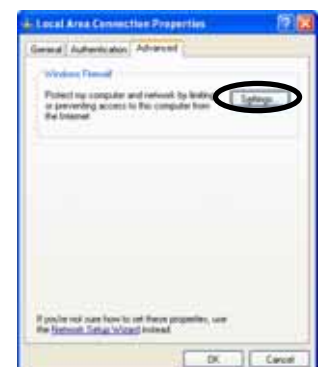 Local Area Connection Properties
General Authentication Advanced
Windows Firewall
Protect my computer and network by limiting
or preventing access to this computer from
the Internet
Settings...
If you're not sure how to set these properties, use
the Network Setup Wizard instead.
OK Cancel